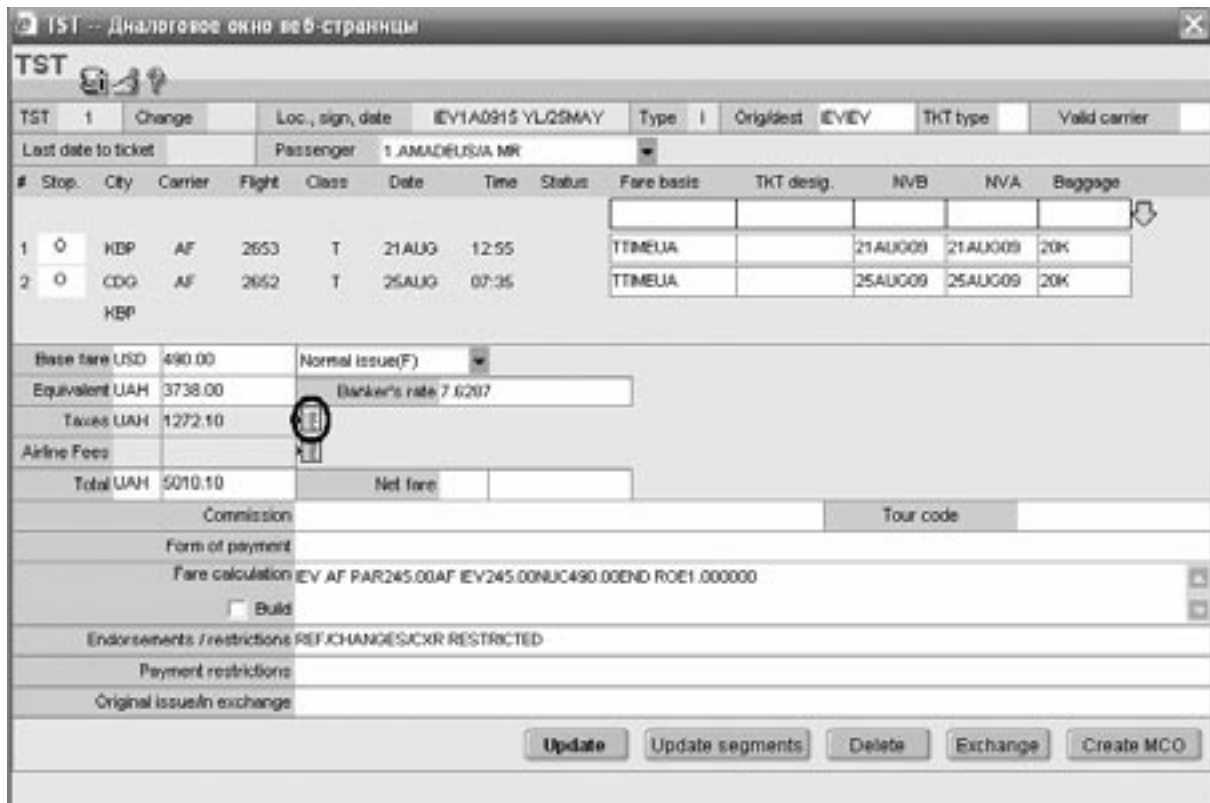 TST -- Диалоговое окно веб-страницы
TST
TST 1 Change Loc., sign, date IEV1A0915 YL/25MAY Type I Orig/dest IEVIEV TKT type Valid carrier
Last date to ticket Passenger 1.AMADEUS/A MR
# Stop. City Carrier Flight Class Date Time Status Fare basis TKT desig. NVB NVA Baggage
1 O KBP AF 2653 T 21AUG 12:55 TTIMEUA 21AUG09 21AUG09 20K
2 O CDG AF 2652 T 25AUG 07:35 TTIMEUA 25AUG09 25AUG09 20K
KBP
Base fare USD 490.00 Normal issue(F)
Equivalent UAH 3738.00 Banker's rate 7.6287
Taxes UAH 1272.10
Airline Fees
Total UAH 5010.10 Net fare
Commission Tour code
Form of payment
Fare calculation IEV AF PAR245.00AF IEV245.00NUC490.00END ROE1.000000
Build
Endorsements / restrictions REF/CHANGES/CXR RESTRICTED
Payment restrictions
Original issue/in exchange
Update Update segments Delete Exchange Create MCO